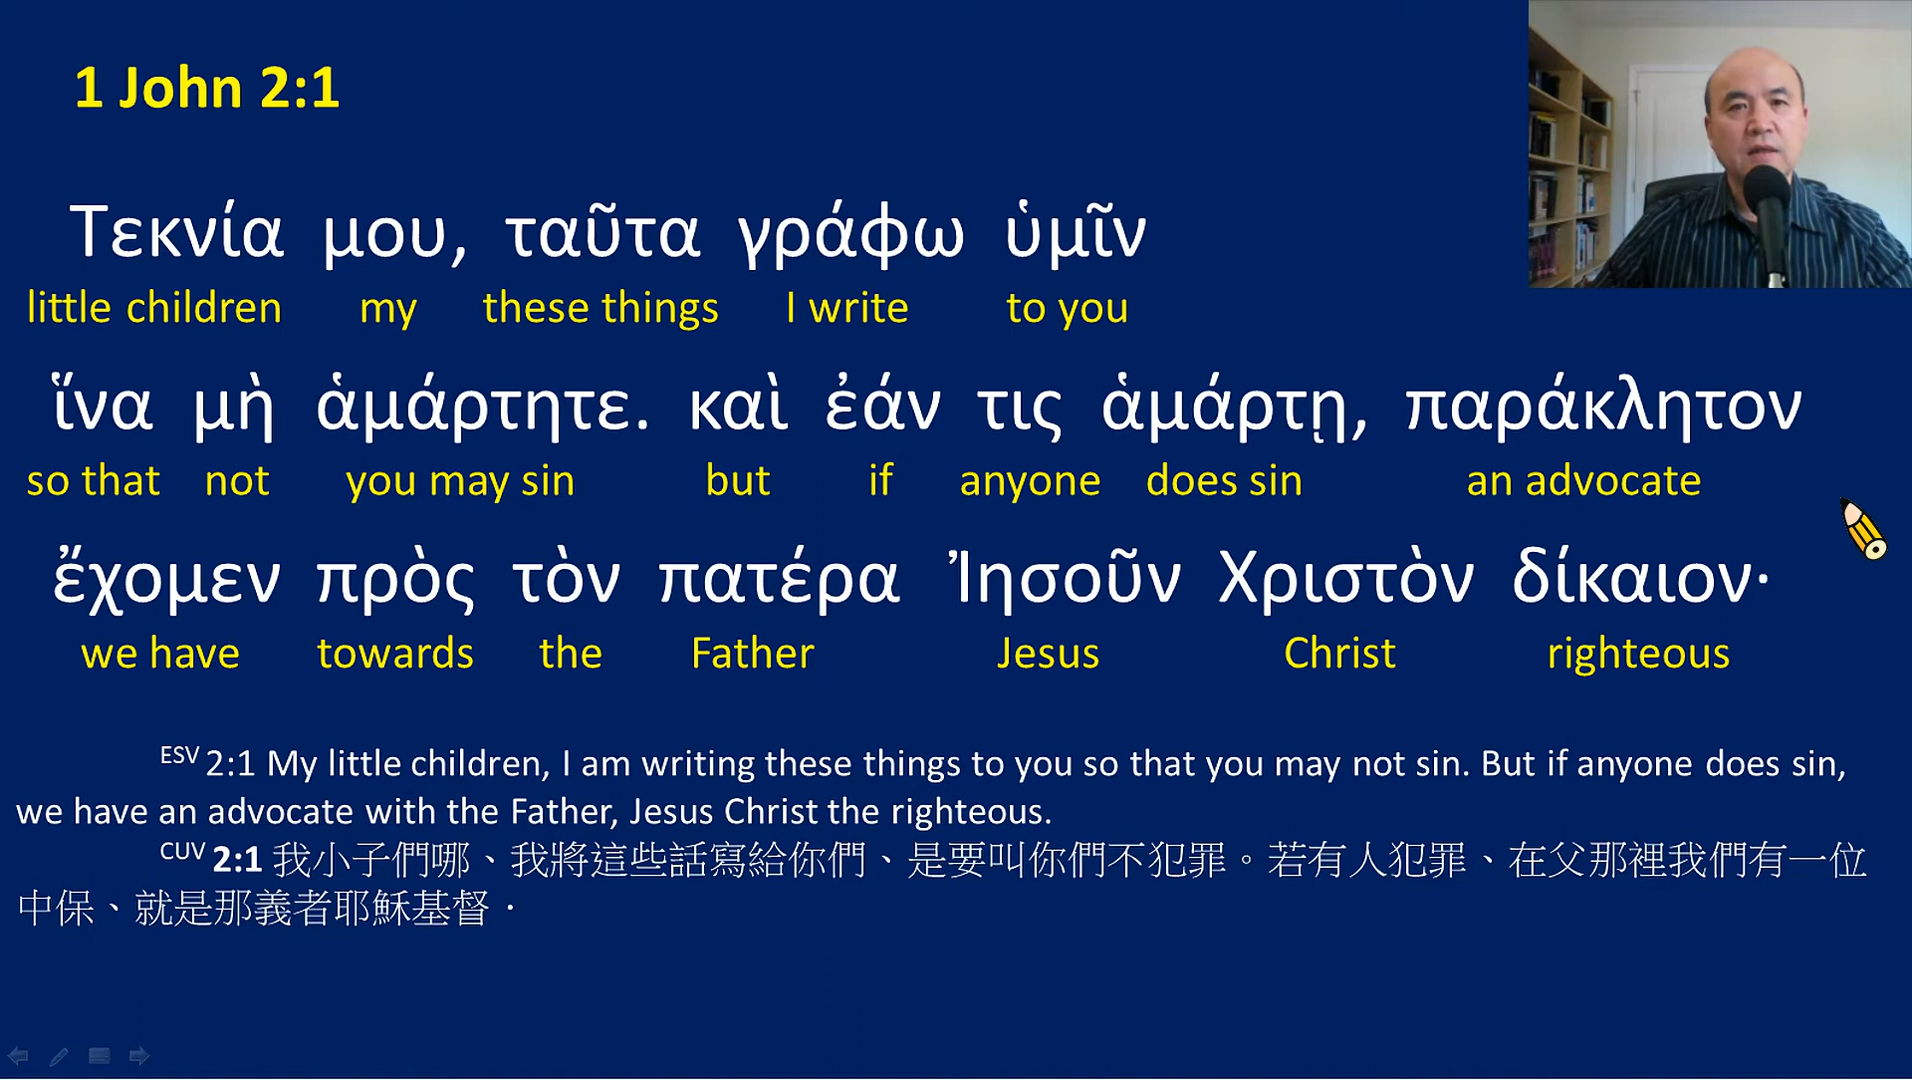 1 John 2:1
Τεκνία μου, ταῦτα γράφω ὑμῖν
little children my these things I write to you
ἵνα μὴ ἁμάρτητε. καὶ ἐάν τις ἁμάρτῃ, παράκλητον
so that not you may sin but if anyone does sin an advocate
ἔχομεν πρὸς τὸν πατέρα Ἰησοῦν Χριστὸν δίκαιον·
we have towards the Father Jesus Christ righteous
ESV 2:1 My little children, I am writing these things to you so that you may not sin. But if anyone does sin,
we have an advocate with the Father, Jesus Christ the righteous.
CUV 2:1 我小子們哪、我將這些話寫給你們、是要叫你們不犯罪。若有人犯罪、在父那裡我們有一位
中保、就是那義者耶穌基督．